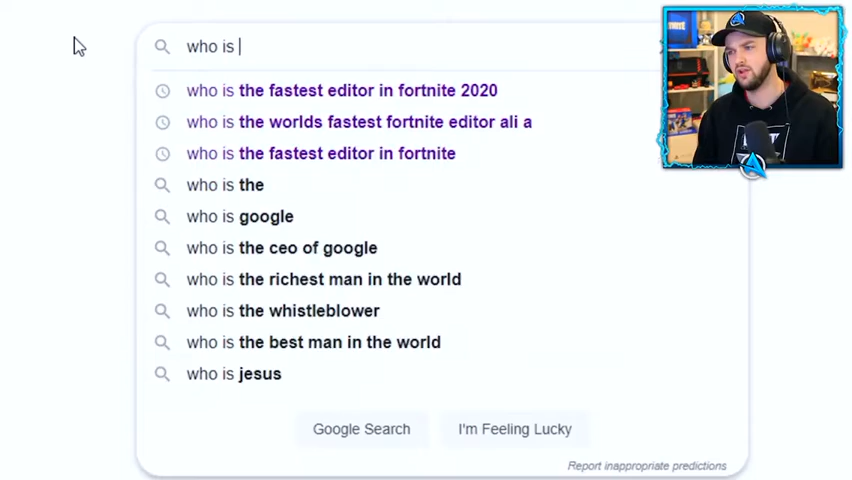 who is
who is the fastest editor in fortnite 2020
who is the worlds fastest fortnite editor ali a
who is the fastest editor in fortnite
who is the
who is google
who is the ceo of google
who is the richest man in the world
who is the whistleblower
who is the best man in the world
who is jesus
Google Search
I'm Feeling Lucky
Report inappropriate predictions